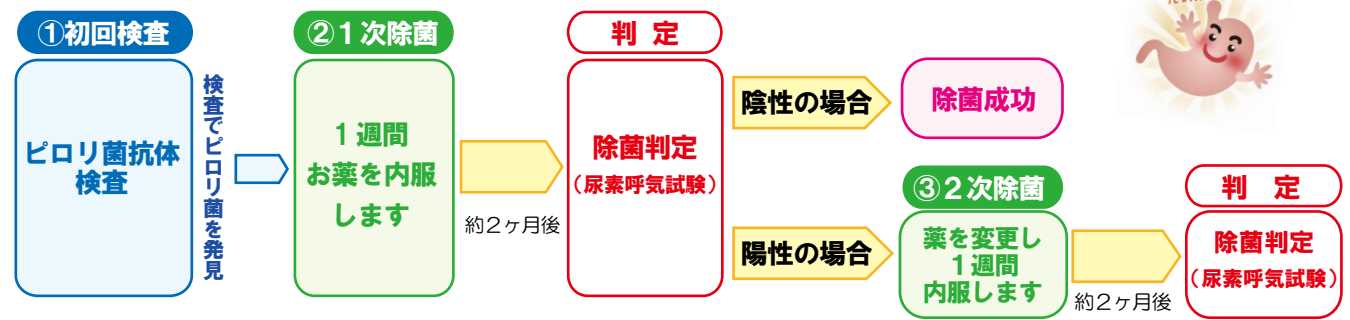 ①初回検査
ピロリ菌抗体
検査
検査でピロリ菌を発見
②１次除菌
１週間
お薬を内服
します
約２ヶ月後
判 定
除菌判定
（尿素呼気試験）
陰性の場合
除菌成功
陽性の場合
③２次除菌
薬を変更し
１週間
内服します
約２ヶ月後
判　定
除菌判定
（尿素呼気試験）